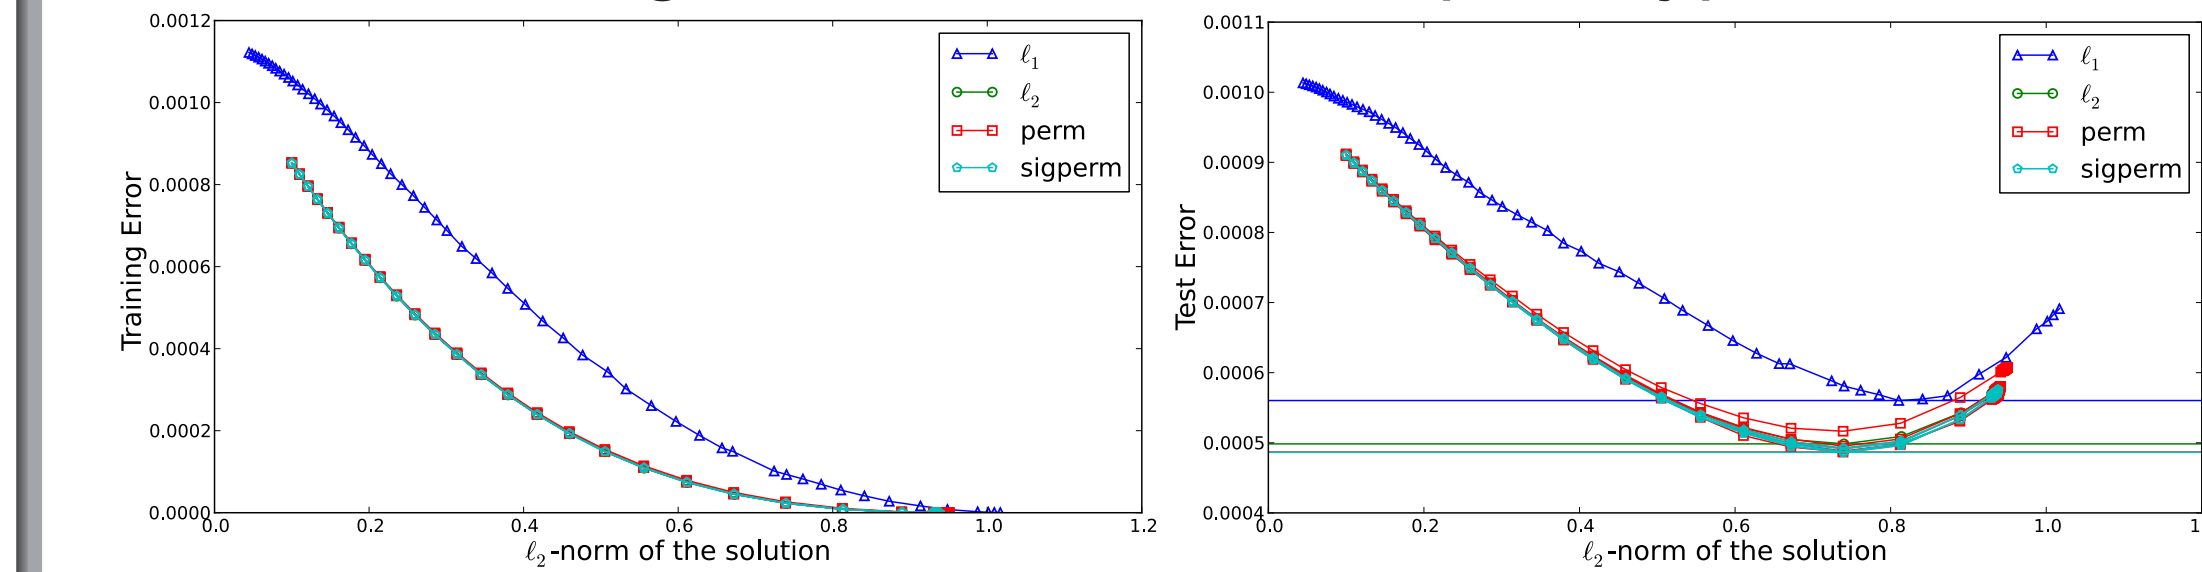 0.0012
0.0010
0.0008
0.0006
0.0004
0.0002
0.0000
Training Error
0.0
0.2
0.4
0.6
0.8
1.0
1.2
ℓ₂-norm of the solution
ℓ₁
ℓ₂
perm
sigperm
0.0011
0.0010
0.0009
0.0008
0.0007
0.0006
0.0005
0.0004
Test Error
0.0
0.2
0.4
0.6
0.8
1.0
ℓ₂-norm of the solution
ℓ₁
ℓ₂
perm
sigperm